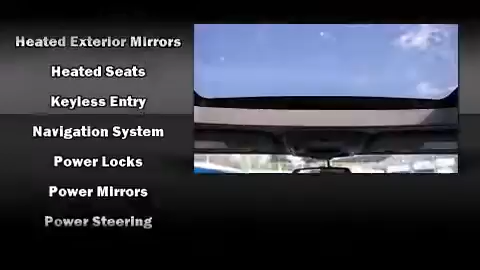 Heated Exterior Mirrors
Heated Seats
Keyless Entry
Navigation System
Power Locks
Power Mirrors
Power Steering